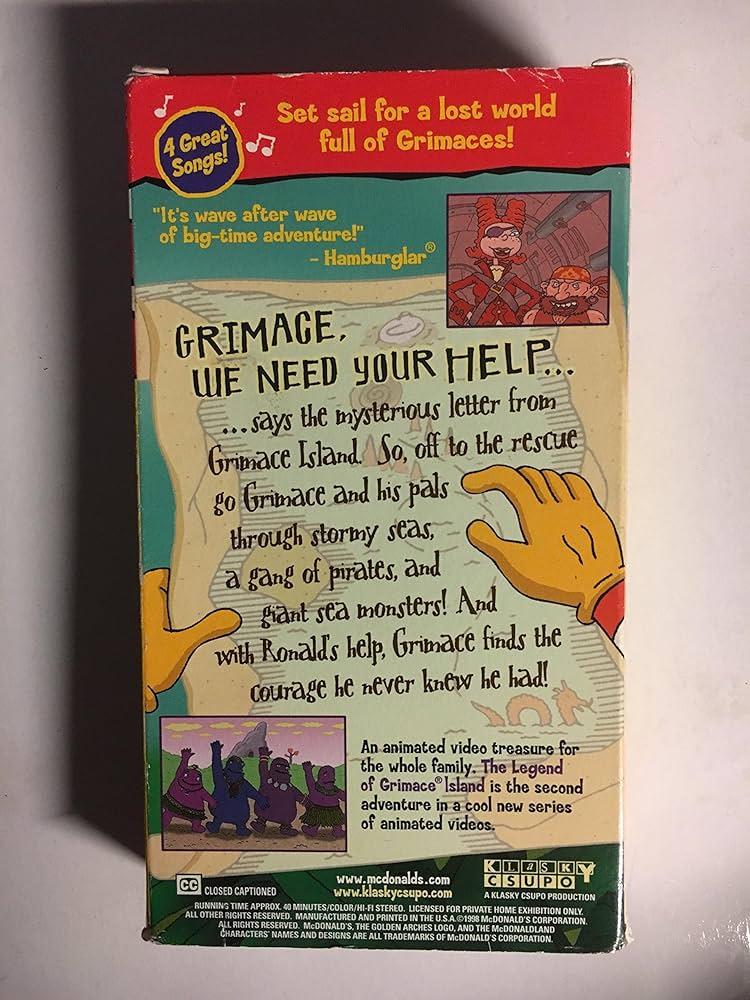 4 Great
Songs!
Set sail for a lost world
full of Grimaces!
"It's wave after wave
of big-time adventure!"
- Hamburglar®
GRIMACE,
WE NEED YOUR HELP...
...says the mysterious letter from
Grimace Island. So, off to the rescue
go Grimace and his pals
through stormy seas,
a gang of pirates, and
giant sea monsters! And
with Ronald's help, Grimace finds the
courage he never knew he had!
An animated video treasure for
the whole family. The Legend
of Grimace® Island is the second
adventure in a cool new series
of animated videos.
CC CLOSED CAPTIONED
www.mcdonalds.com
www.klaskycsupo.com
KLASKY
CSUPO
A KLASKY CSUPO PRODUCTION
RUNNING TIME APPROX. 40 MINUTES/COLOR/HI-FI STEREO. LICENSED FOR PRIVATE HOME EXHIBITION ONLY.
ALL OTHER RIGHTS RESERVED. MANUFACTURED AND PRINTED IN THE U.S.A. ©1998 McDONALD'S CORPORATION.
ALL RIGHTS RESERVED. McDONALD'S, THE GOLDEN ARCHES LOGO, AND THE McDONALDLAND
CHARACTERS' NAMES AND DESIGNS ARE ALL TRADEMARKS OF McDONALD'S CORPORATION.